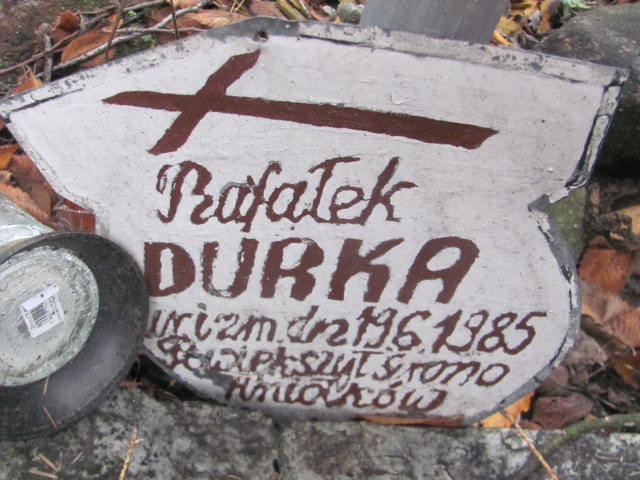 Rafałek
DURKA
ur i zm. dn 19.6.1985
Powiększył grono
Aniołków